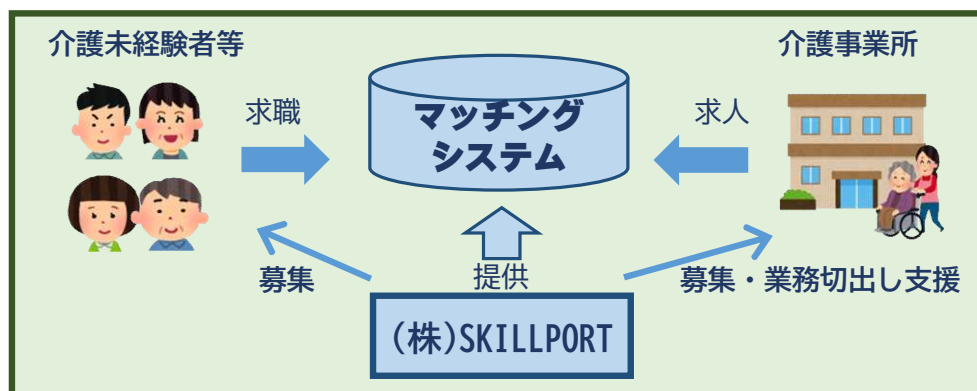 介護未経験者等
介護事業所
求職
マッチング
システム
求人
募集
提供
募集・業務切出し支援
(株)SKILLPORT